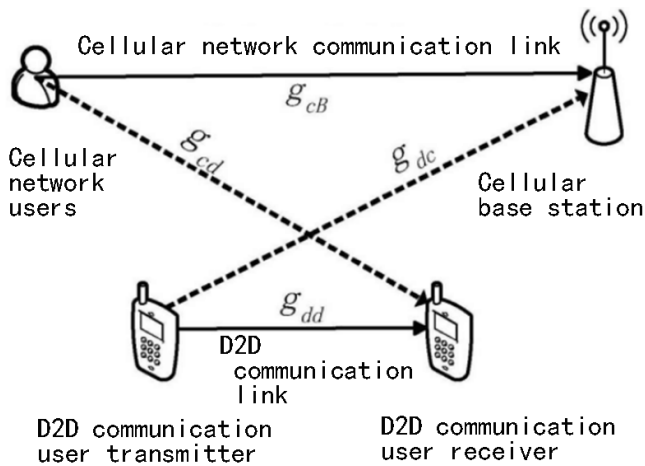 Cellular network communication link
g_cB
g_cd
g_dc
Cellular
network
users
Cellular
base station
g_dd
D2D
communication
link
D2D communication
user transmitter
D2D communication
user receiver